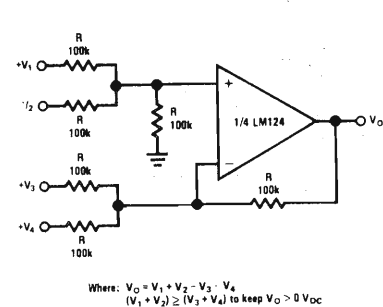 R
100k
+V1
R
100k
R
100k
+
1/4 LM124
VO
−
R
100k
+V3
R
100k
+V4
R
100k
Where: VO = V1 + V2 - V3 - V4
(V1 + V2) ≥ (V3 + V4) to keep VO > 0 VDC